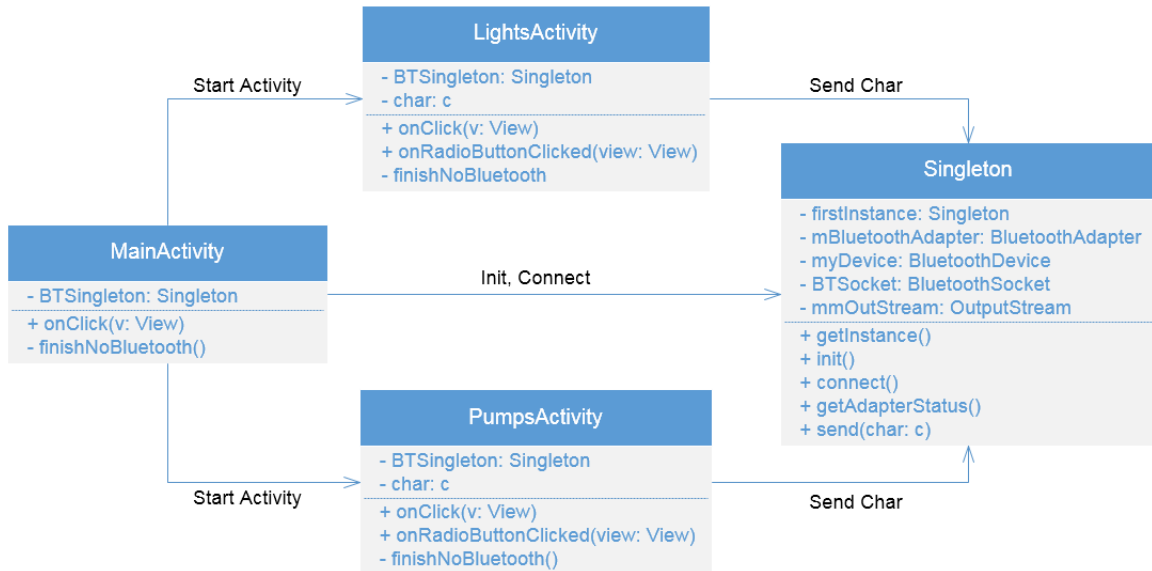 LightsActivity
- BTSingleton: Singleton
- char: c
+ onClick(v: View)
+ onRadioButtonClicked(view: View)
- finishNoBluetooth
Start Activity
Send Char
Singleton
- firstInstance: Singleton
- mBluetoothAdapter: BluetoothAdapter
- myDevice: BluetoothDevice
- BTSocket: BluetoothSocket
- mmOutStream: OutputStream
+ getInstance()
+ init()
+ connect()
+ getAdapterStatus()
+ send(char: c)
MainActivity
- BTSingleton: Singleton
+ onClick(v: View)
- finishNoBluetooth()
Init, Connect
PumpsActivity
- BTSingleton: Singleton
- char: c
+ onClick(v: View)
+ onRadioButtonClicked(view: View)
- finishNoBluetooth()
Start Activity
Send Char